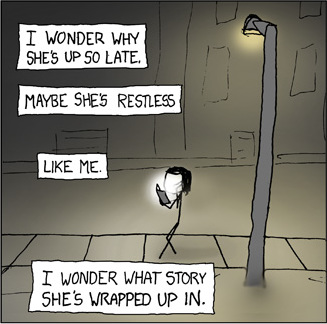 I WONDER WHY
SHE'S UP SO LATE.
MAYBE SHE'S RESTLESS
LIKE ME.
I WONDER WHAT STORY
SHE'S WRAPPED UP IN.